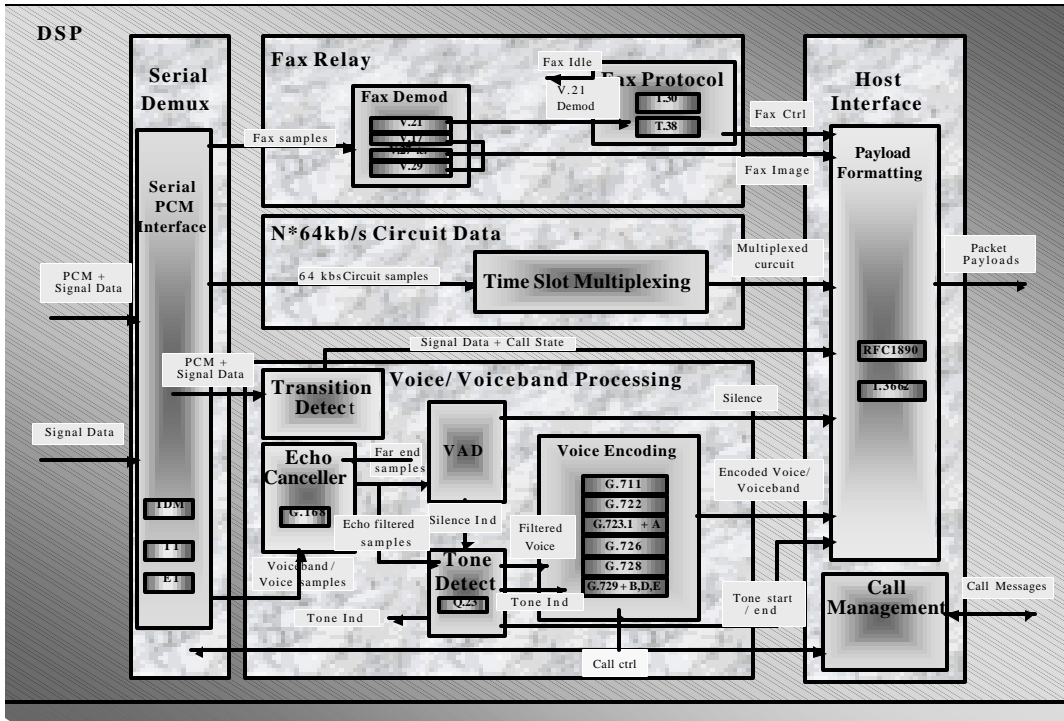 DSP
Serial
Demux
Serial
PCM
Interface
TDM
T1
E1
PCM +
Signal Data
Signal Data
Fax samples
Fax Relay
Fax Demod
V.21
V.17
V.29
Fax Idle
V.21
Demod
Fax Protocol
T.30
T.38
Fax Ctrl
Fax Image
N*64kb/s Circuit Data
64 kbsCircuit samples
Time Slot Multiplexing
Multiplexed
curcuit
Signal Data + Call State
PCM +
Signal Data
Voice/ Voiceband Processing
Transition
Detect
Echo
Canceller
G.168
Far end
samples
Echo filtered
samples
Voiceband/
Voice samples
VAD
Silence Ind
Tone
Detect
Q.23
Filtered
Voice
Tone Ind
Tone Ind
Voice Encoding
G.711
G.722
G.723.1 + A
G.726
G.728
G.729+B,D,E
Call ctrl
Silence
Encoded Voice/
Voiceband
Tone start
/ end
Host
Interface
Payload
Formatting
RFC1890
I.3662
Packet
Payloads
Call
Management
Call Messages